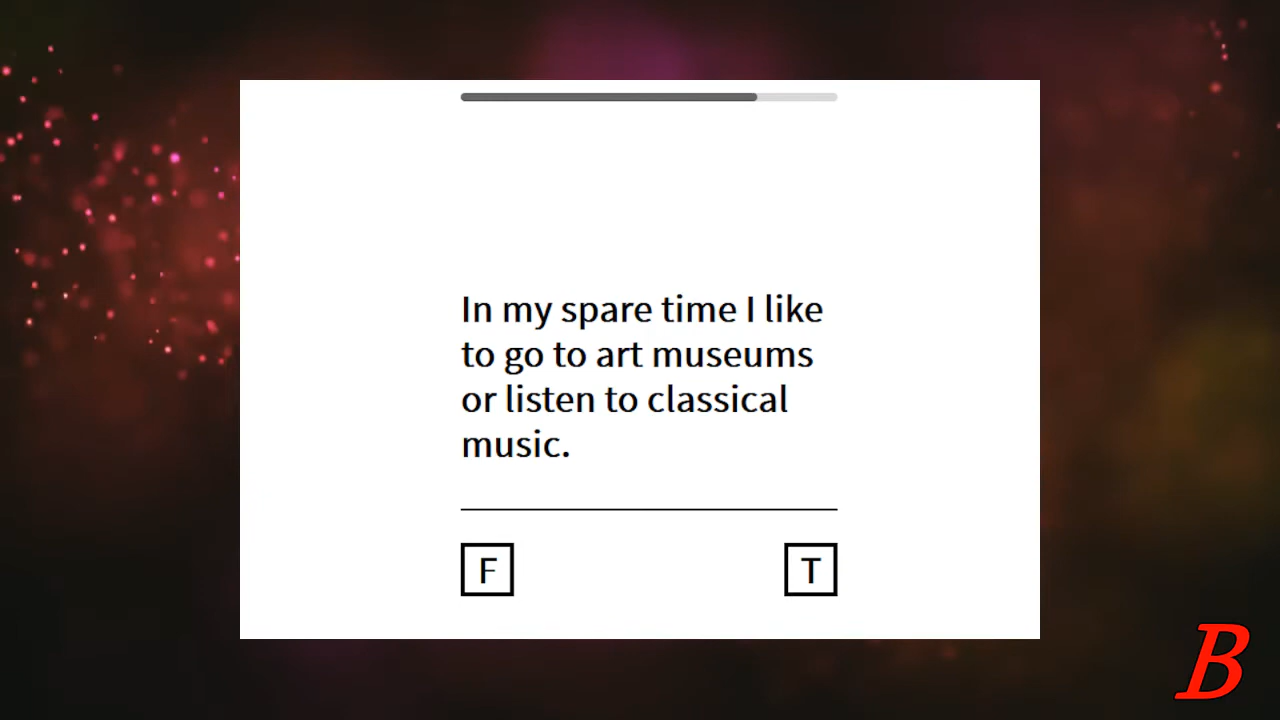 In my spare time I like
to go to art museums
or listen to classical
music.
F
T
B